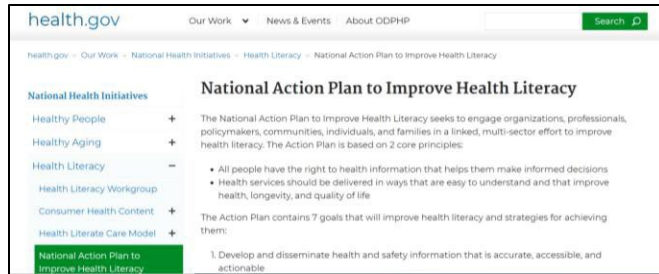 health.gov
Our Work News & Events About ODPHP
Search
health.gov » Our Work » National Health Initiatives » Health Literacy » National Action Plan to Improve Health Literacy
National Health Initiatives
Healthy People +
Healthy Aging +
Health Literacy −
Health Literacy Workgroup
Consumer Health Content +
Health Literate Care Model +
National Action Plan to
Improve Health Literacy
National Action Plan to Improve Health Literacy
The National Action Plan to Improve Health Literacy seeks to engage organizations, professionals,
policymakers, communities, individuals, and families in a linked, multi-sector effort to improve
health literacy. The Action Plan is based on 2 core principles:
• All people have the right to health information that helps them make informed decisions
• Health services should be delivered in ways that are easy to understand and that improve
health, longevity, and quality of life
The Action Plan contains 7 goals that will improve health literacy and strategies for achieving
them:
1. Develop and disseminate health and safety information that is accurate, accessible, and
actionable